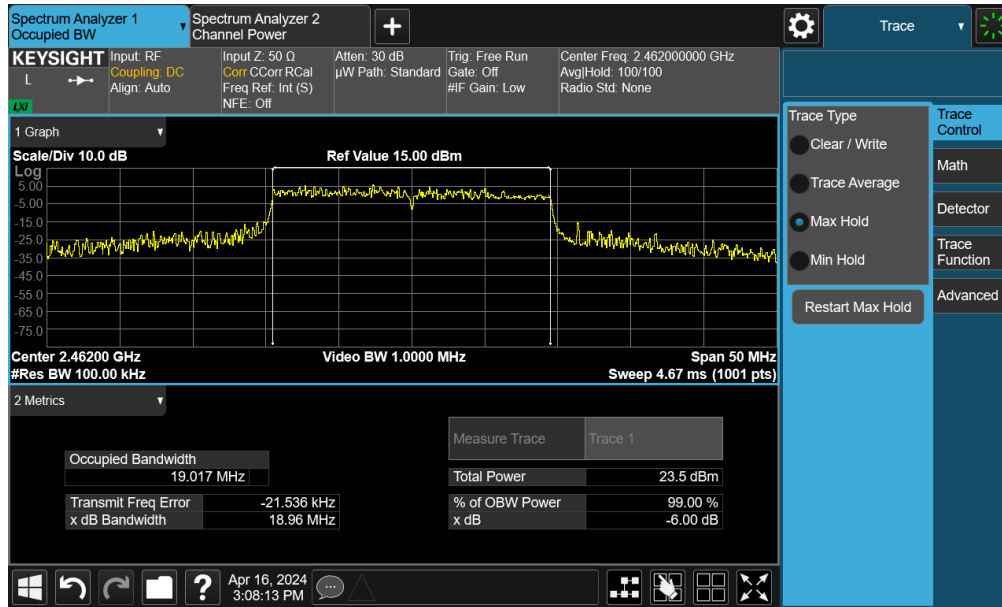 Spectrum Analyzer 1
Occupied BW
Spectrum Analyzer 2
Channel Power
Trace
KEYSIGHT
L
LXI
Input: RF
Coupling: DC
Align: Auto
Input Z: 50 Ω
Corr CCorr RCal
Freq Ref: Int (S)
NFE: Off
Atten: 30 dB
µW Path: Standard
Trig: Free Run
Gate: Off
#IF Gain: Low
Center Freq: 2.462000000 GHz
Avg|Hold: 100/100
Radio Std: None
1 Graph
Scale/Div 10.0 dB
Ref Value 15.00 dBm
Log
5.00
-5.00
-15.0
-25.0
-35.0
-45.0
-55.0
-65.0
-75.0
Center 2.46200 GHz
Video BW 1.0000 MHz
Span 50 MHz
#Res BW 100.00 kHz
Sweep 4.67 ms (1001 pts)
2 Metrics
Measure Trace
Trace 1
Occupied Bandwidth
19.017 MHz
Total Power
23.5 dBm
Transmit Freq Error
-21.536 kHz
% of OBW Power
99.00 %
x dB Bandwidth
18.96 MHz
x dB
-6.00 dB
Trace Type
Clear / Write
Trace Average
Max Hold
Min Hold
Restart Max Hold
Trace
Control
Math
Detector
Trace
Function
Advanced
?
Apr 16, 2024
3:08:13 PM